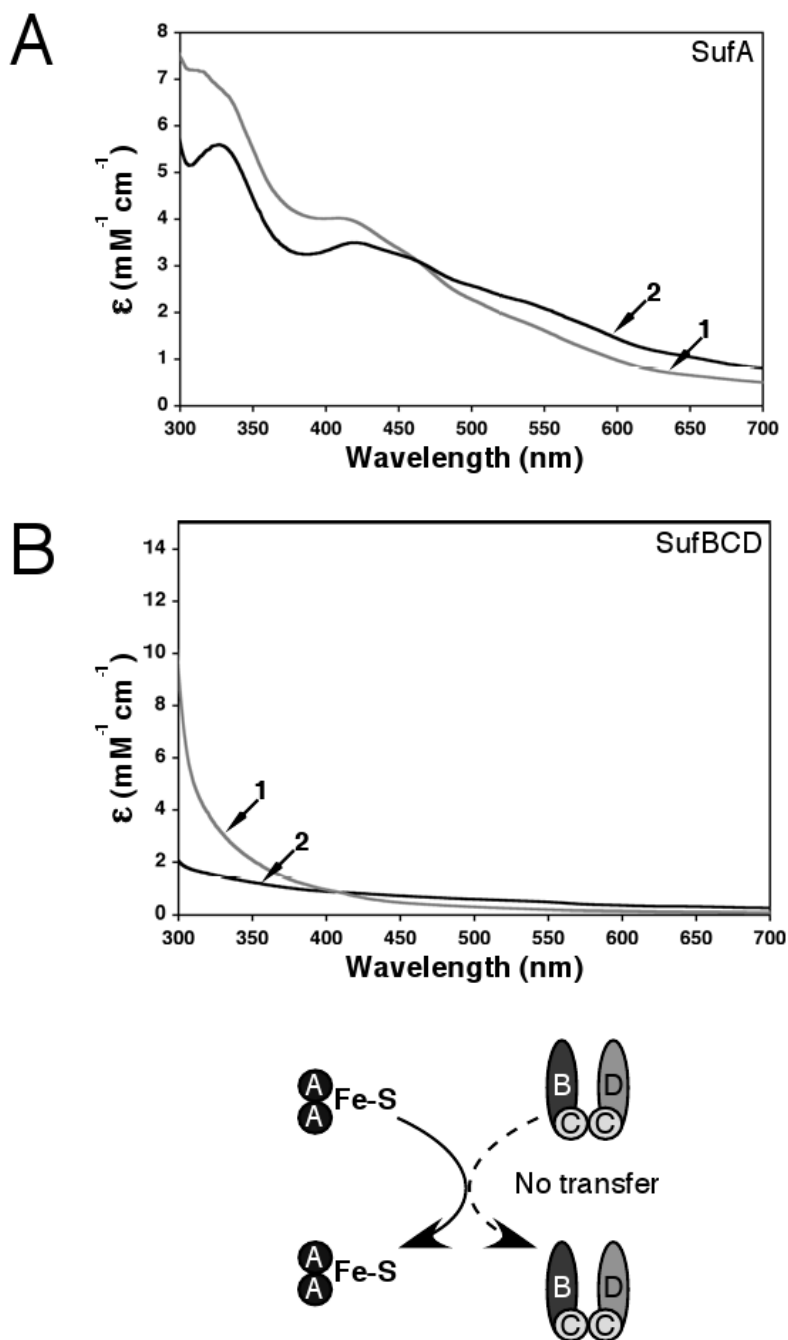 A
SufA
8
7
6
5
4
3
2
1
0
ε (mM⁻¹ cm⁻¹)
2
1
300 350 400 450 500 550 600 650 700
Wavelength (nm)
B
SufBCD
14
12
10
8
6
4
2
0
ε (mM⁻¹ cm⁻¹)
1
2
300 350 400 450 500 550 600 650 700
Wavelength (nm)
A
A
Fe-S
B D
C C
No transfer
A
A
Fe-S
B D
C C